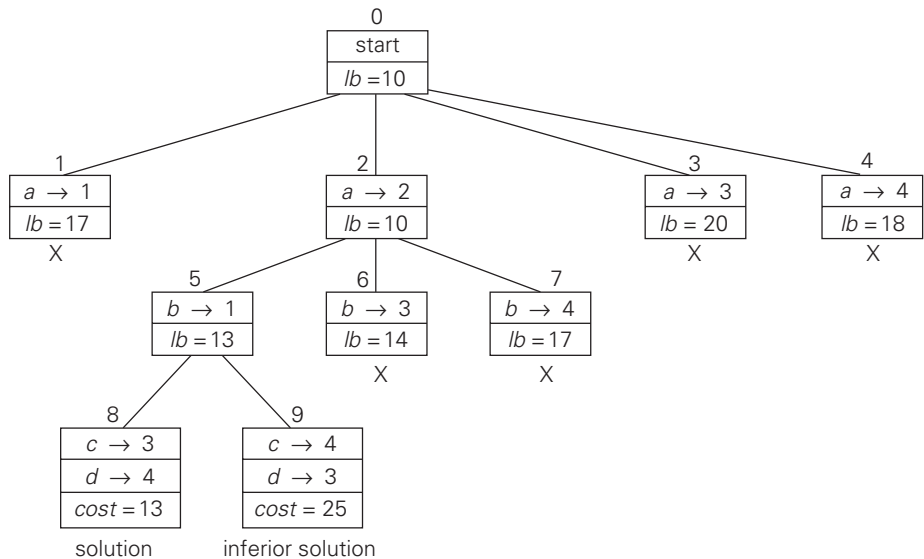 0
start
lb = 10
1
2
3
4
a → 1
a → 2
a → 3
a → 4
lb = 17
lb = 10
lb = 20
lb = 18
X
X
X
5
6
7
b → 1
b → 3
b → 4
lb = 13
lb = 14
lb = 17
X
X
8
9
c → 3
c → 4
d → 4
d → 3
cost = 13
cost = 25
solution
inferior solution